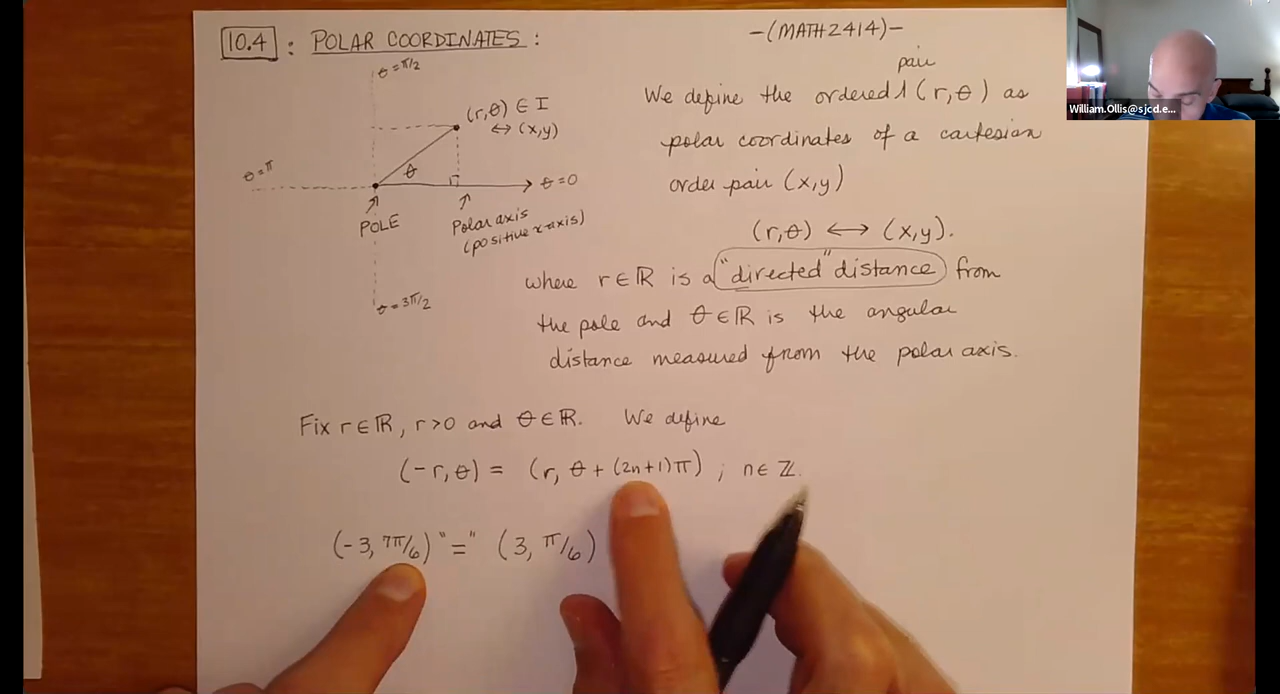 10.4 : POLAR COORDINATES :
-(MATH2414)-
θ=π/2
(r,θ) ∈ I
↔ (x,y)
θ
θ=π
θ=0
POLE
Polar axis
(positive x-axis)
θ=3π/2
pair
We define the ordered ∧ (r,θ) as
polar coordinates of a cartesian
order pair (x,y)
(r,θ) ⟷ (x,y).
where r∈ℝ is a "directed" distance from
the pole and θ∈ℝ is the angular
distance measured from the polar axis.
Fix r∈ℝ, r>0 and θ∈ℝ. We define
(-r,θ) = (r, θ + (2n+1)π) ; n∈ ℤ.
(-3, 7π/6) "=" (3, π/6)
William.Ollis@sjcd.e...